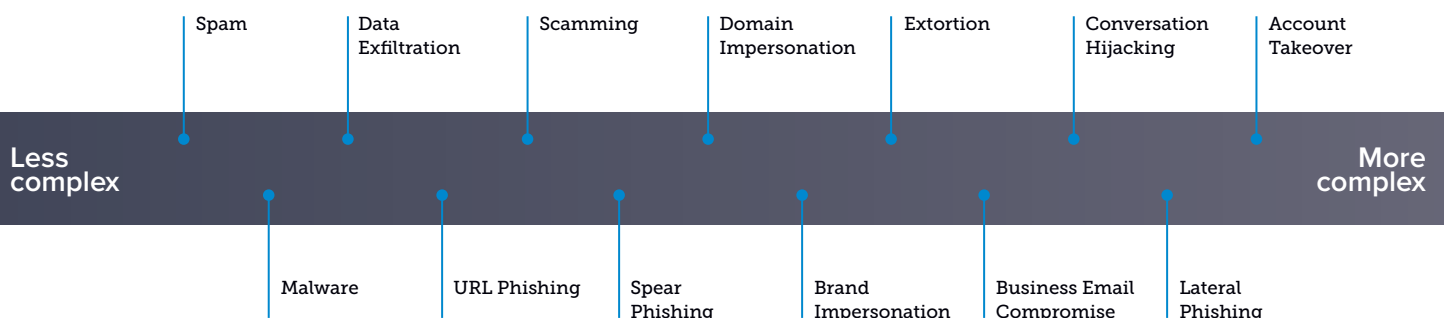 Spam
Data
Exfiltration
Scamming
Domain
Impersonation
Extortion
Conversation
Hijacking
Account
Takeover
Less
complex
More
complex
Malware
URL Phishing
Spear
Phishing
Brand
Impersonation
Business Email
Compromise
Lateral
Phishing